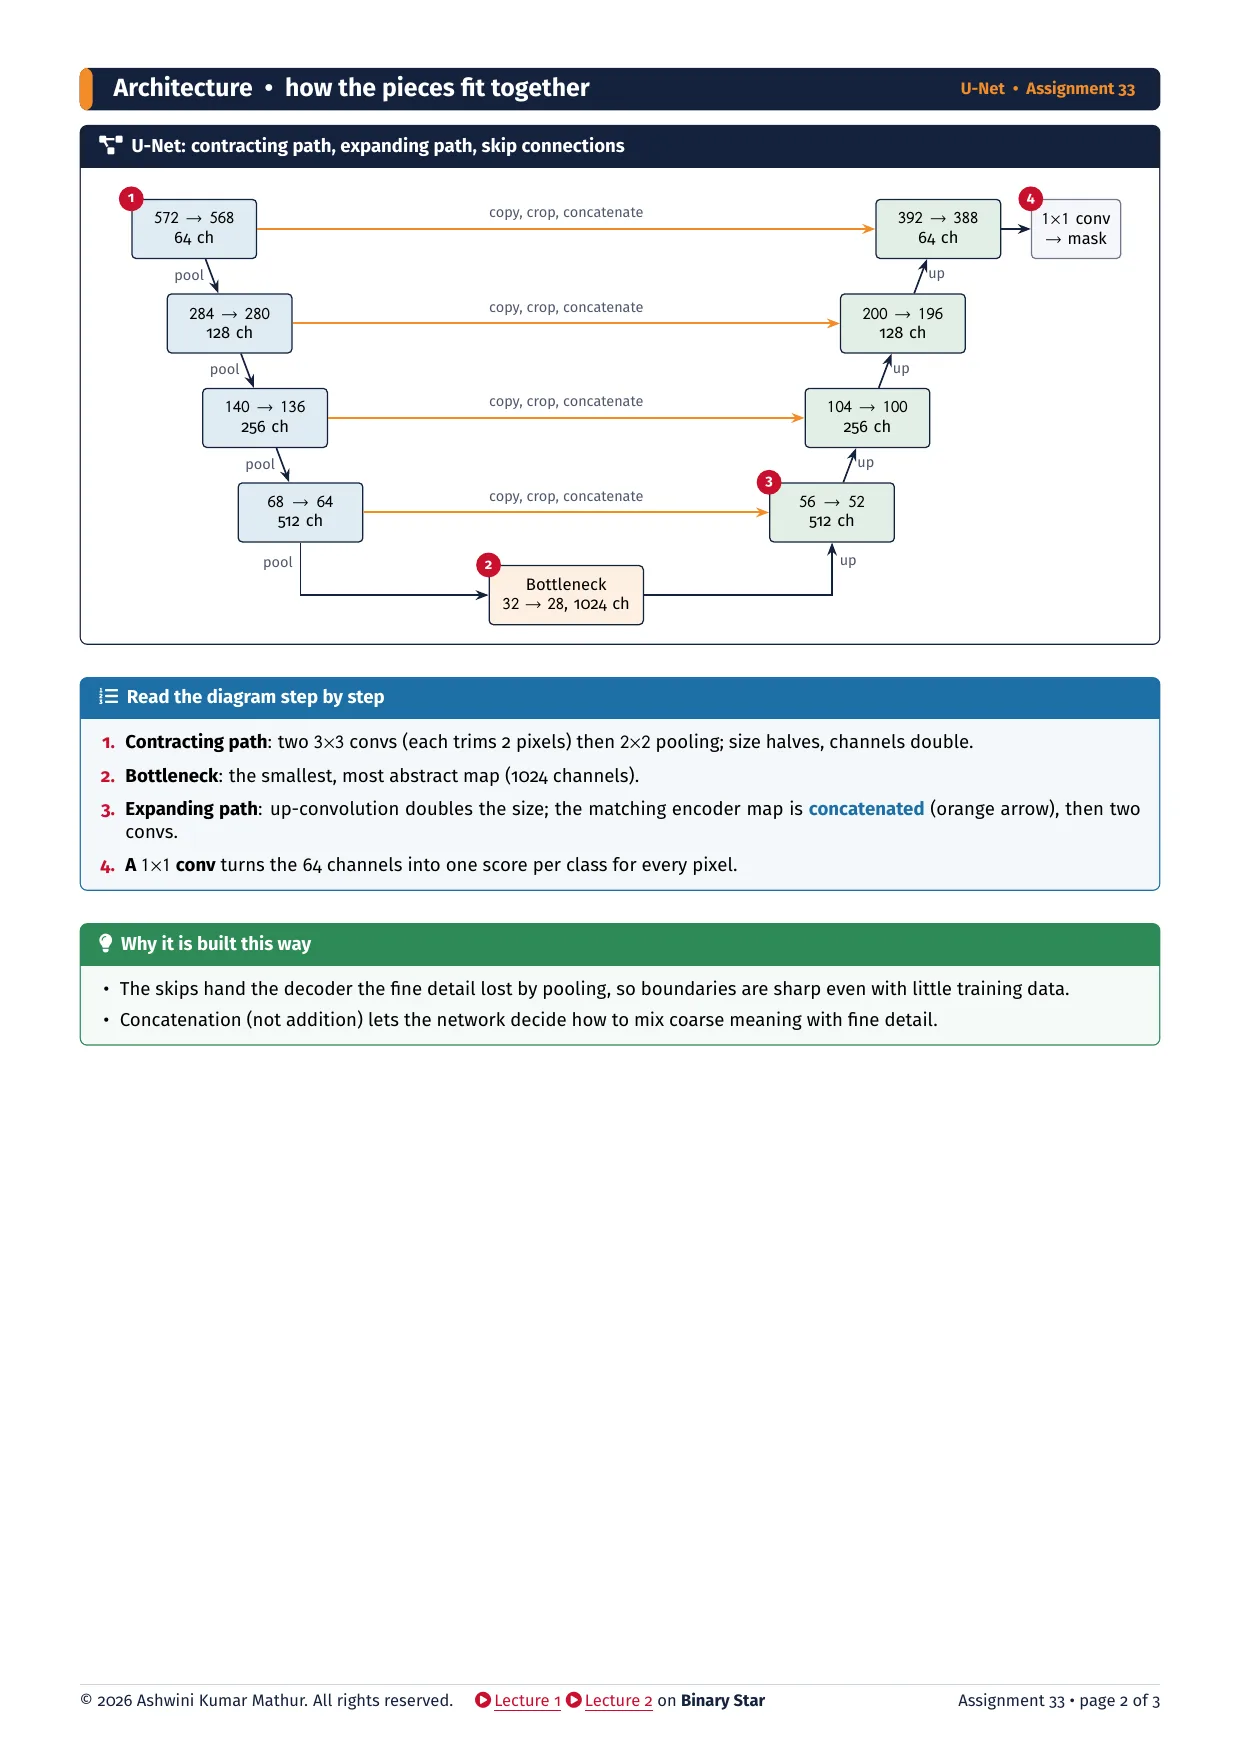 Architecture • how the pieces fit together
U-Net • Assignment 33
U-Net: contracting path, expanding path, skip connections
1
572 → 568
64 ch
copy, crop, concatenate
392 → 388
64 ch
4
1×1 conv
→ mask
pool
up
284 → 280
128 ch
copy, crop, concatenate
200 → 196
128 ch
pool
up
140 → 136
256 ch
copy, crop, concatenate
104 → 100
256 ch
pool
up
68 → 64
512 ch
copy, crop, concatenate
3
56 → 52
512 ch
pool
2
Bottleneck
32 → 28, 1024 ch
up
Read the diagram step by step
1. Contracting path: two 3×3 convs (each trims 2 pixels) then 2×2 pooling; size halves, channels double.
2. Bottleneck: the smallest, most abstract map (1024 channels).
3. Expanding path: up-convolution doubles the size; the matching encoder map is concatenated (orange arrow), then two
convs.
4. A 1×1 conv turns the 64 channels into one score per class for every pixel.
Why it is built this way
• The skips hand the decoder the fine detail lost by pooling, so boundaries are sharp even with little training data.
• Concatenation (not addition) lets the network decide how to mix coarse meaning with fine detail.
© 2026 Ashwini Kumar Mathur. All rights reserved. Lecture 1 Lecture 2 on Binary Star
Assignment 33 • page 2 of 3